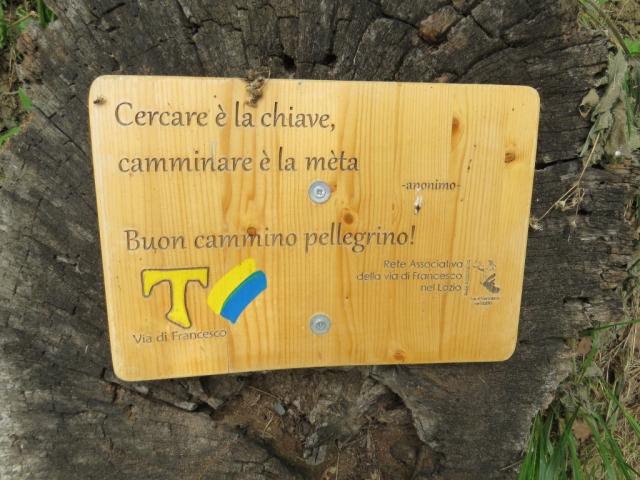 Cercare è la chiave,
camminare è la mèta
-anonimo-
Buon cammino pellegrino!
Rete Associativa
della via di Francesco
nel Lazio
T
Via di Francesco